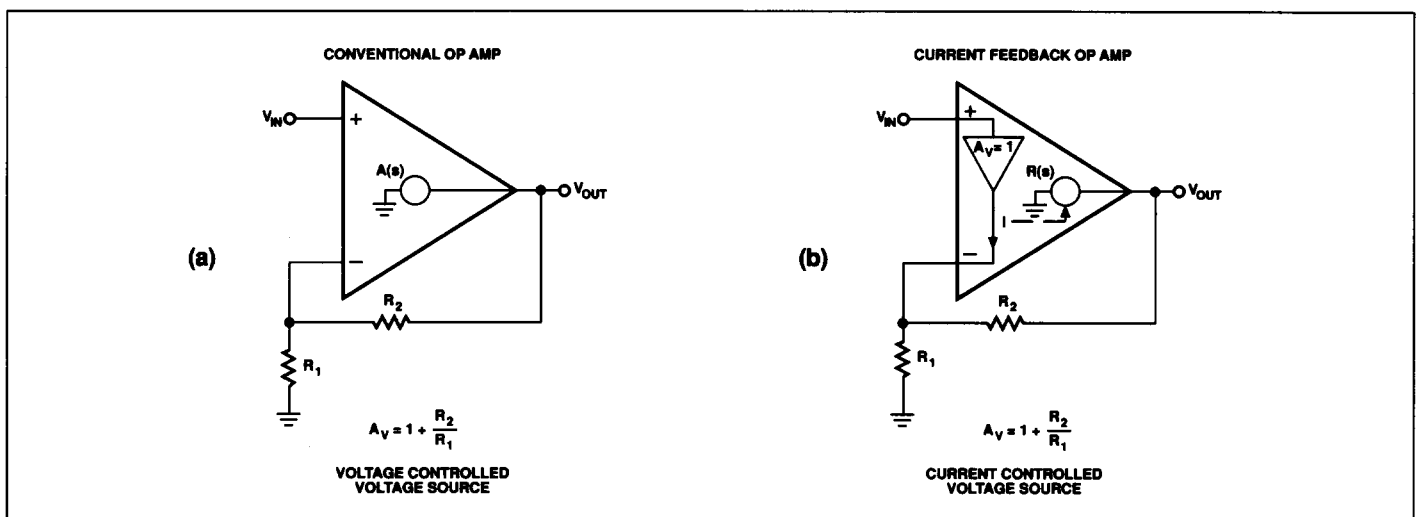 CONVENTIONAL OP AMP
V_IN
+
A(s)
V_OUT
(a)
−
R_2
R_1
A_V = 1 + R_2/R_1
VOLTAGE CONTROLLED
VOLTAGE SOURCE
CURRENT FEEDBACK OP AMP
V_IN
+
A_V = 1
R(s)
V_OUT
I
(b)
−
R_2
R_1
A_V = 1 + R_2/R_1
CURRENT CONTROLLED
VOLTAGE SOURCE